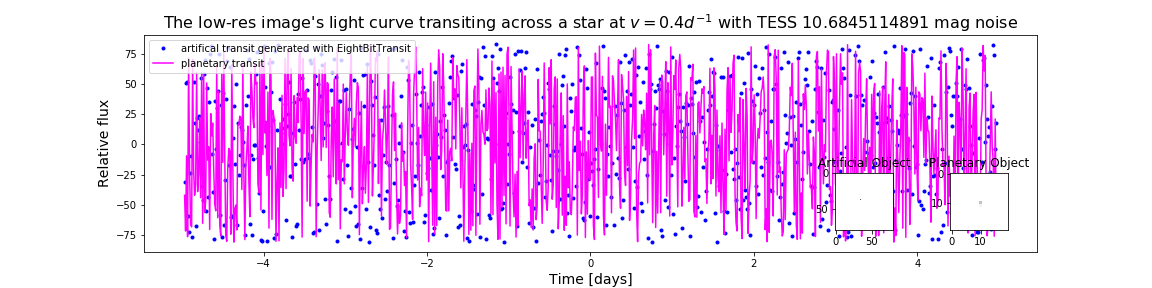 The low-res image's light curve transiting across a star at v = 0.4d⁻¹ with TESS 10.6845114891 mag noise
artifical transit generated with EightBitTransit
planetary transit
Relative flux
75
50
25
0
−25
−50
−75
−4
−2
0
2
4
Time [days]
Artificial Object
0
50
0
50
Planetary Object
0
10
0
10